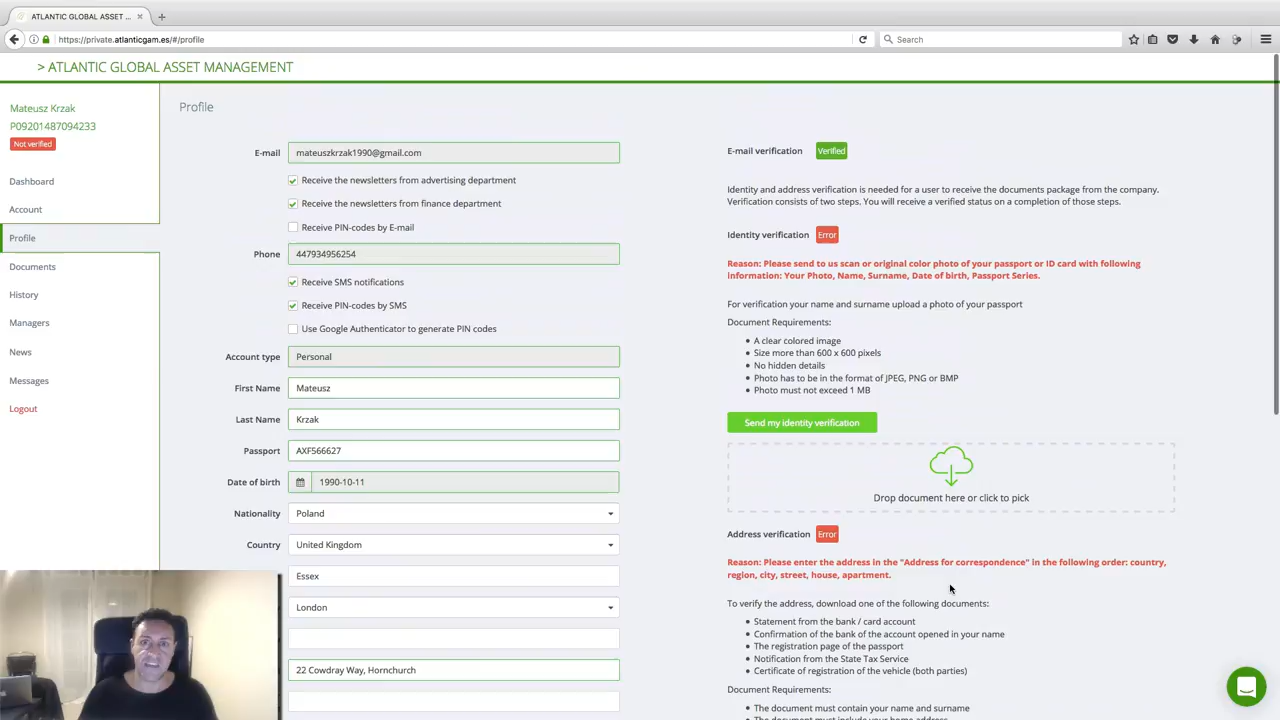 ATLANTIC GLOBAL ASSET ...
https://private.atlanticgam.es/#/profile
Search
> ATLANTIC GLOBAL ASSET MANAGEMENT
Mateusz Krzak
P09201487094233
Not verified
Dashboard
Account
Profile
Documents
History
Managers
News
Messages
Logout
Profile
E-mail
mateuszkrzak1990@gmail.com
Receive the newsletters from advertising department
Receive the newsletters from finance department
Receive PIN-codes by E-mail
Phone
447934956254
Receive SMS notifications
Receive PIN-codes by SMS
Use Google Authenticator to generate PIN codes
Account type
Personal
First Name
Mateusz
Last Name
Krzak
Passport
AXF566627
Date of birth
1990-10-11
Nationality
Poland
Country
United Kingdom
Essex
London
22 Cowdray Way, Hornchurch
E-mail verification Verified
Identity and address verification is needed for a user to receive the documents package from the company.
Verification consists of two steps. You will receive a verified status on a completion of those steps.
Identity verification Error
Reason: Please send to us scan or original color photo of your passport or ID card with following
information: Your Photo, Name, Surname, Date of birth, Passport Series.
For verification your name and surname upload a photo of your passport
Document Requirements:
A clear colored image
Size more than 600 x 600 pixels
No hidden details
Photo has to be in the format of JPEG, PNG or BMP
Photo must not exceed 1 MB
Send my identity verification
Drop document here or click to pick
Address verification Error
Reason: Please enter the address in the "Address for correspondence" in the following order: country,
region, city, street, house, apartment.
To verify the address, download one of the following documents:
Statement from the bank / card account
Confirmation of the bank of the account opened in your name
The registration page of the passport
Notification from the State Tax Service
Certificate of registration of the vehicle (both parties)
Document Requirements:
The document must contain your name and surname
The document must include your home address